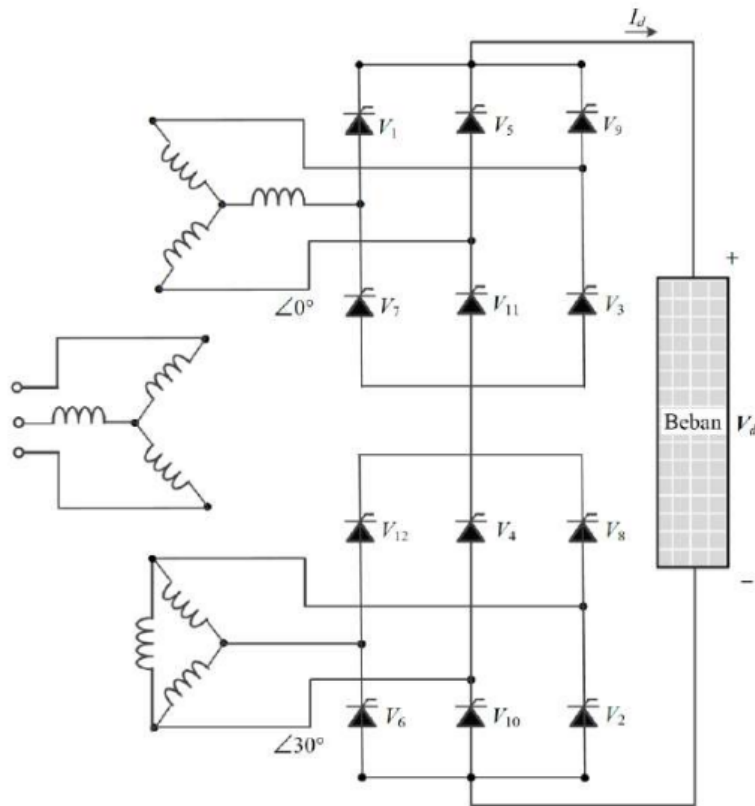 I_d
V_1
V_5
V_9
∠0°
V_7
V_11
V_3
+
Beban
V_d
−
V_12
V_4
V_8
∠30°
V_6
V_10
V_2